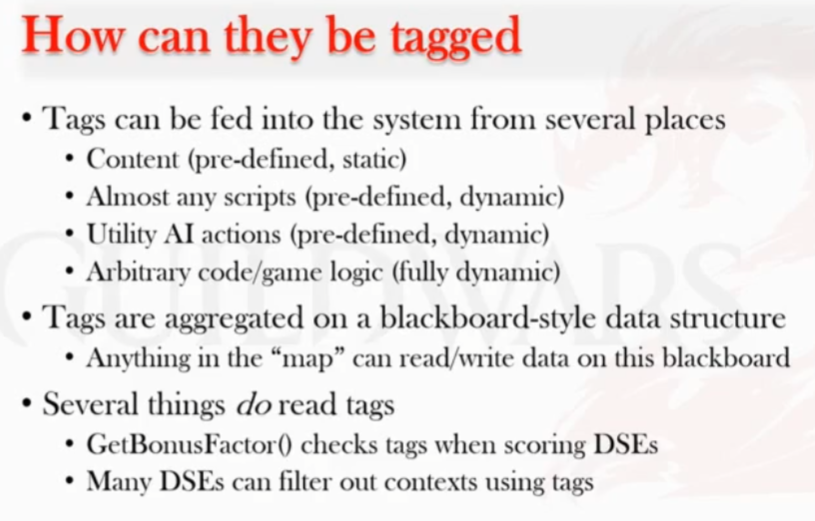 How can they be tagged
• Tags can be fed into the system from several places
• Content (pre-defined, static)
• Almost any scripts (pre-defined, dynamic)
• Utility AI actions (pre-defined, dynamic)
• Arbitrary code/game logic (fully dynamic)
• Tags are aggregated on a blackboard-style data structure
• Anything in the “map” can read/write data on this blackboard
• Several things do read tags
• GetBonusFactor() checks tags when scoring DSEs
• Many DSEs can filter out contexts using tags
GUILD WARS